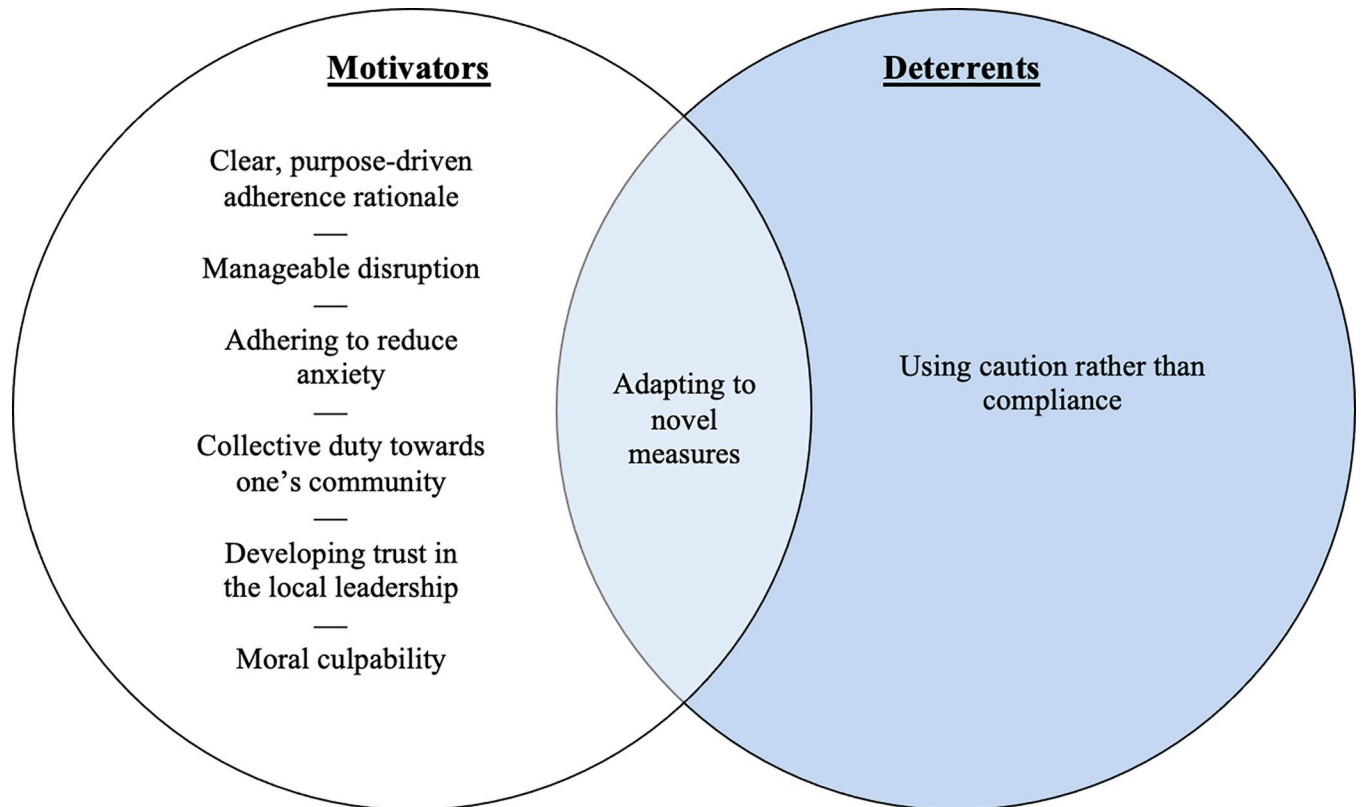 Motivators
Clear, purpose-driven
adherence rationale
—
Manageable disruption
—
Adhering to reduce
anxiety
—
Collective duty towards
one’s community
—
Developing trust in
the local leadership
—
Moral culpability
Adapting to
novel
measures
Deterrents
Using caution rather than
compliance